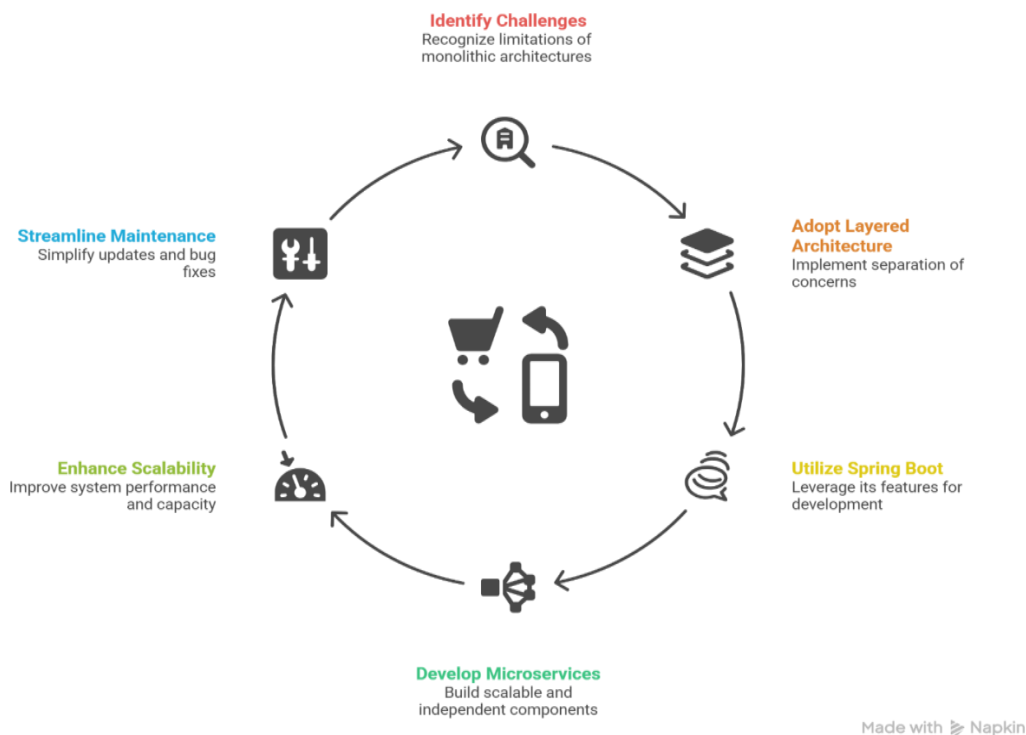 Identify Challenges
Recognize limitations of
monolithic architectures
Adopt Layered
Architecture
Implement separation of
concerns
Utilize Spring Boot
Leverage its features for
development
Develop Microservices
Build scalable and
independent components
Enhance Scalability
Improve system performance
and capacity
Streamline Maintenance
Simplify updates and bug
fixes
Made with Napkin